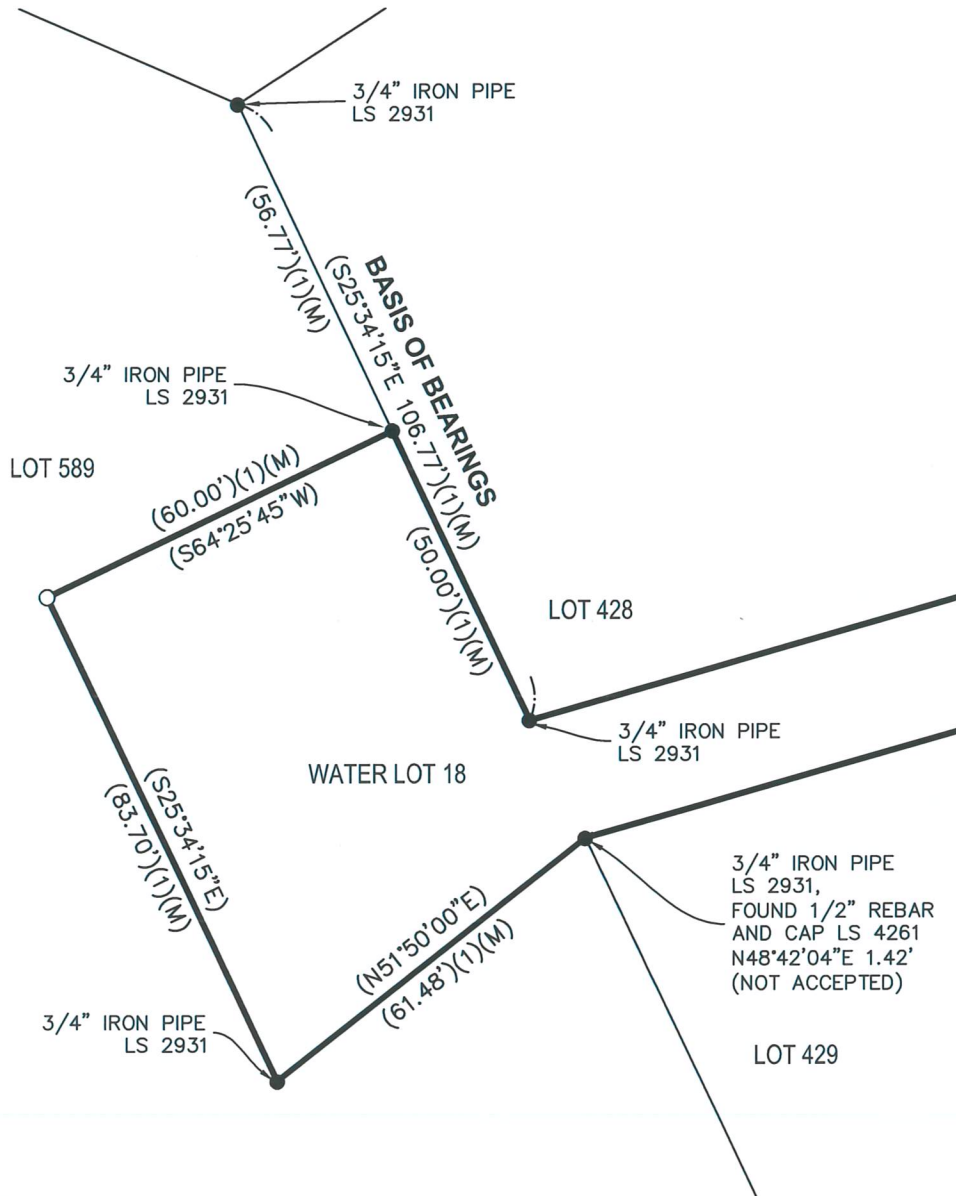 3/4" IRON PIPE
LS 2931
(56.77')(1)(M)
BASIS OF BEARINGS
(S25°34'15"E 106.77')(1)(M)
3/4" IRON PIPE
LS 2931
LOT 589
(60.00')(1)(M)
(S64°25'45"W)
(50.00')(1)(M)
LOT 428
3/4" IRON PIPE
LS 2931
WATER LOT 18
(S25°34'15"E)
(83.70')(1)(M)
3/4" IRON PIPE
LS 2931,
FOUND 1/2" REBAR
AND CAP LS 4261
N48°42'04"E 1.42'
(NOT ACCEPTED)
(N51°50'00"E)
(61.48')(1)(M)
3/4" IRON PIPE
LS 2931
LOT 429